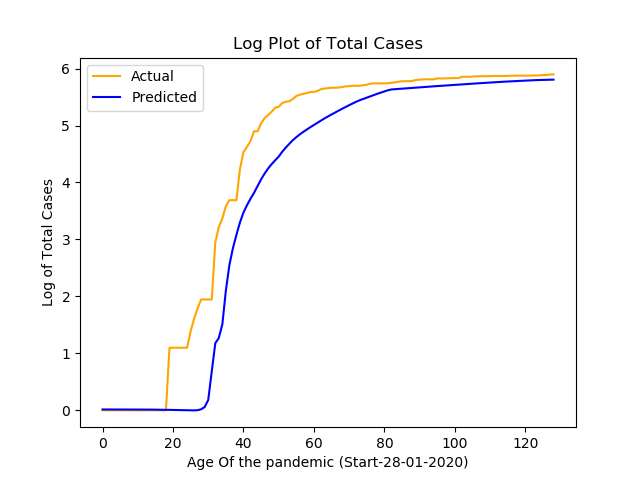 Log Plot of Total Cases
Actual
Predicted
6
5
4
3
2
1
0
Log of Total Cases
0 20 40 60 80 100 120
Age Of the pandemic (Start-28-01-2020)